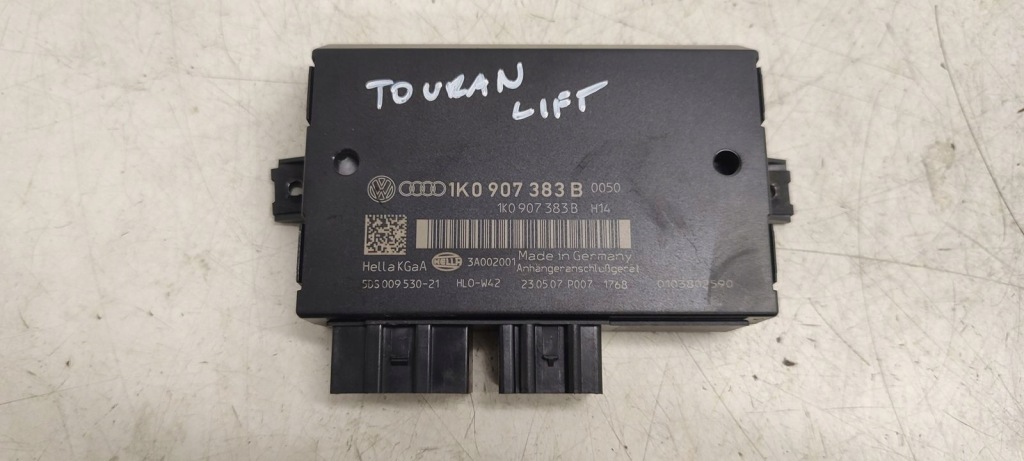 TOURAN
LIFT
1K0 907 383 B 0050
1K0 907 383 B H14
Hella KGaA HELLA 3A002001 Made in Germany
Anhängeranschlußgerät
5DS 009 530-21 HLO-W42 23.05.07 P007 1768